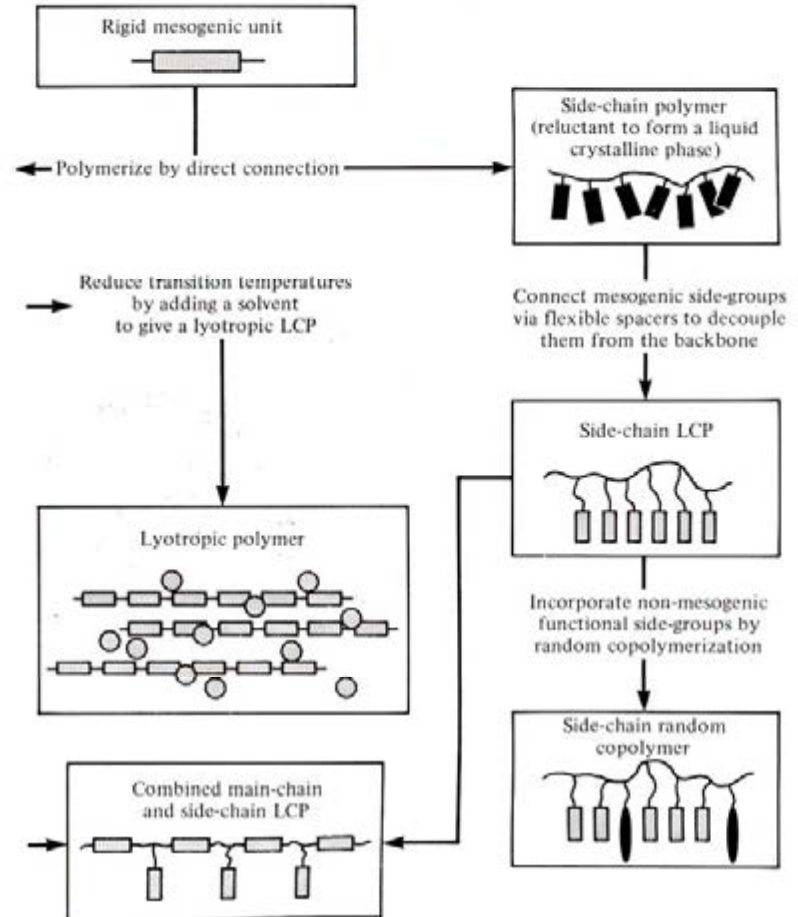 Rigid mesogenic unit
Side-chain polymer
(reluctant to form a liquid
crystalline phase)
Polymerize by direct connection
Reduce transition temperatures
by adding a solvent
to give a lyotropic LCP
Connect mesogenic side-groups
via flexible spacers to decouple
them from the backbone
Side-chain LCP
Lyotropic polymer
Incorporate non-mesogenic
functional side-groups by
random copolymerization
Side-chain random
copolymer
Combined main-chain
and side-chain LCP